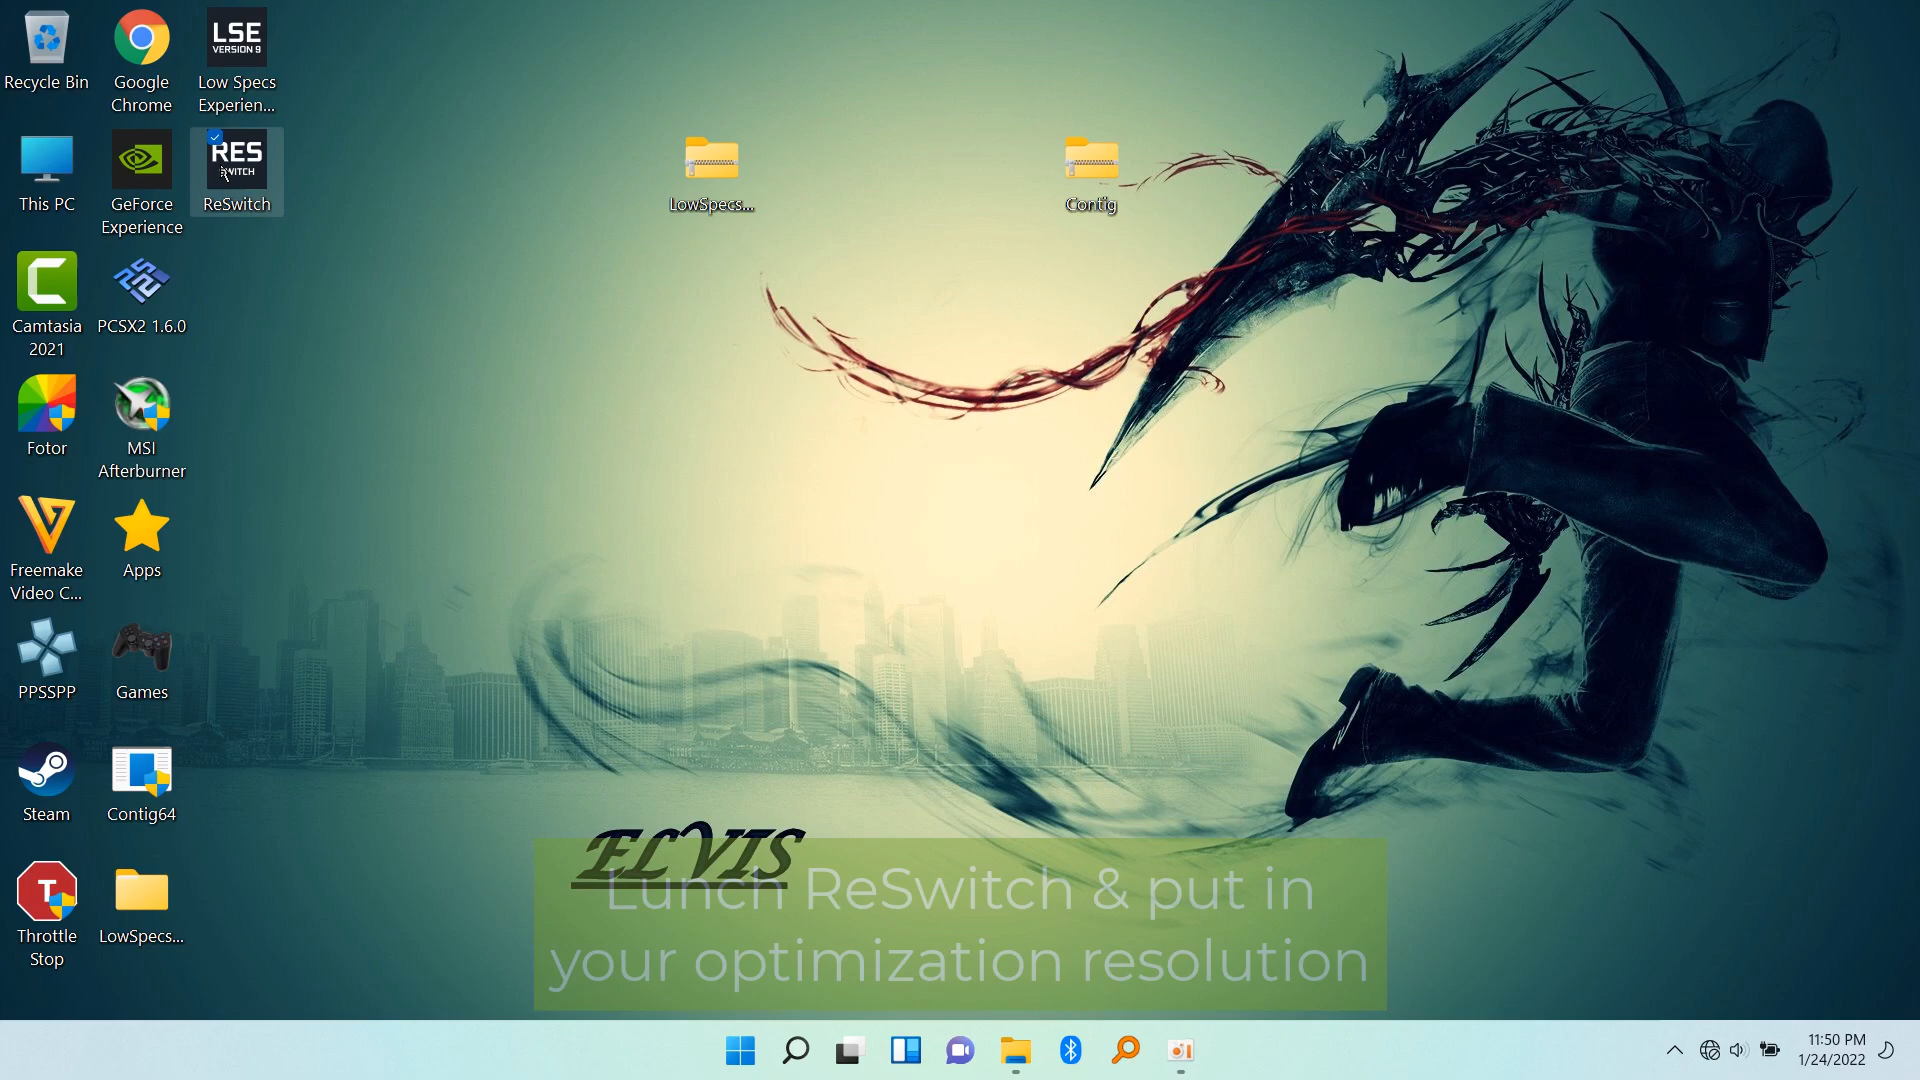 Recycle Bin
Google
Chrome
LSE
VERSION 9
Low Specs
Experien...
This PC
GeForce
Experience
RES
ReSwitch
LowSpecs...
Contig
Camtasia
2021
PCSX2 1.6.0
Fotor
MSI
Afterburner
Freemake
Video C...
Apps
PPSSPP
Games
Steam
Contig64
T
Throttle
Stop
LowSpecs...
ELVIS
Lunch ReSwitch & put in
your optimization resolution
11:50 PM
1/24/2022